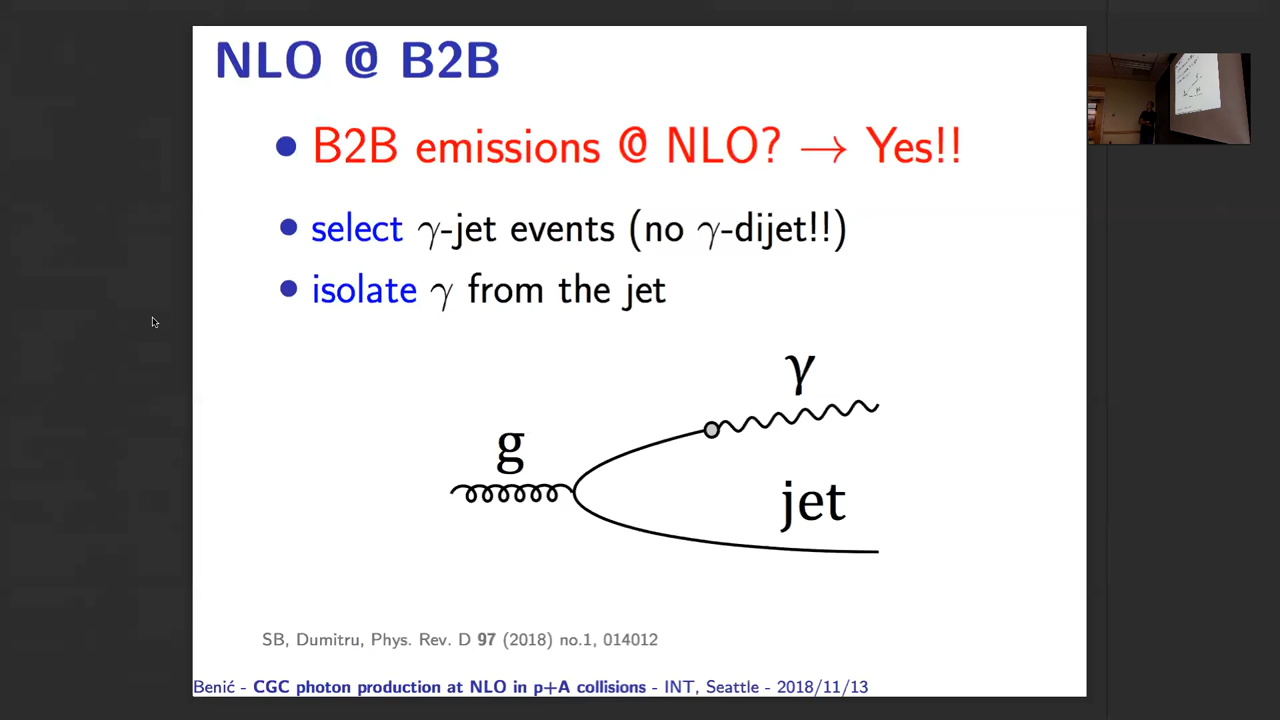 NLO @ B2B
• B2B emissions @ NLO? → Yes!!
• select γ-jet events (no γ-dijet!!)
• isolate γ from the jet
γ
g
jet
SB, Dumitru, Phys. Rev. D 97 (2018) no.1, 014012
Benić - CGC photon production at NLO in p+A collisions - INT, Seattle - 2018/11/13